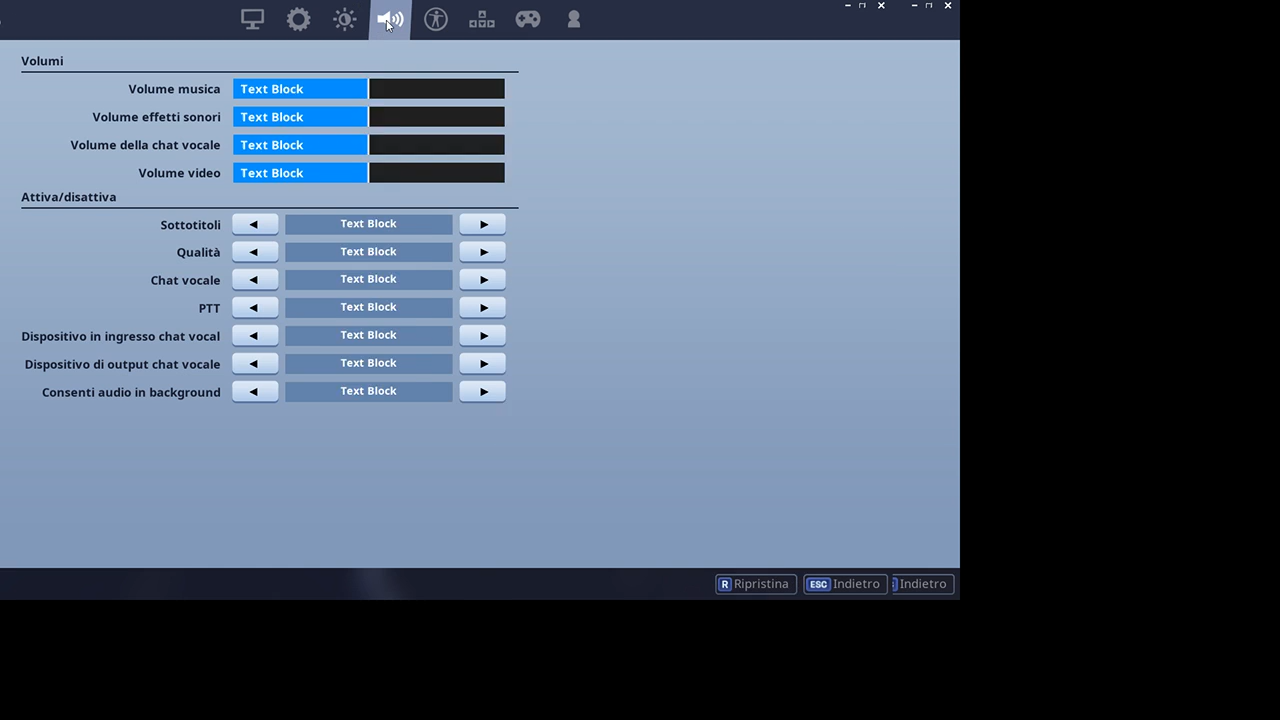 Volumi
Volume musica Text Block
Volume effetti sonori Text Block
Volume della chat vocale Text Block
Volume video Text Block
Attiva/disattiva
Sottotitoli Text Block
Qualità Text Block
Chat vocale Text Block
PTT Text Block
Dispositivo in ingresso chat vocal Text Block
Dispositivo di output chat vocale Text Block
Consenti audio in background Text Block
R Ripristina ESC Indietro Indietro